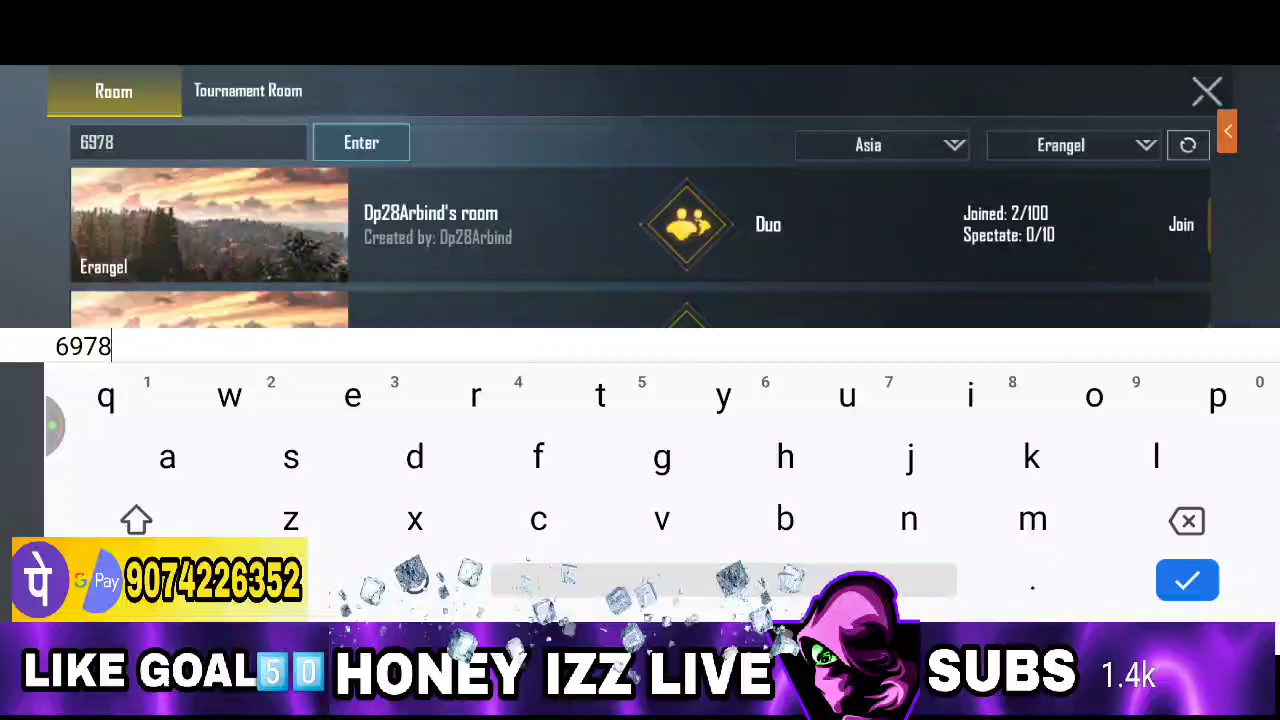 Room
Tournament Room
6978
Enter
Asia
Erangel
Dp28Arbind's room
Created by: Dp28Arbind
Duo
Joined: 2/100
Spectate: 0/10
Join
Erangel
6978
q 1 w 2 e 3 r 4 t 5 y 6 u 7 i 8 o 9 p 0
a s d f g h j k l
z x c v b n m
.
पे G Pay 9074226352
LIKE GOAL 5 0 HONEY IZZ LIVE SUBS 1.4k